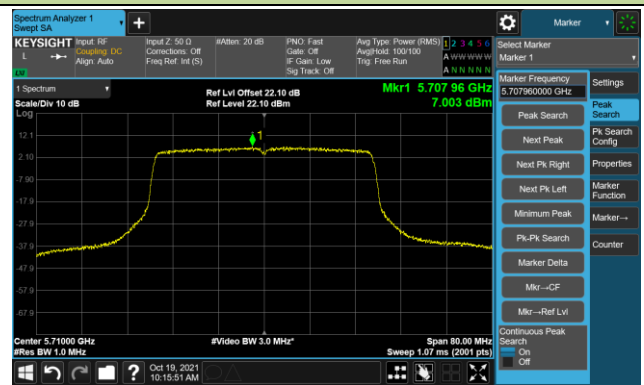 Spectrum Analyzer 1
Swept SA
+
Marker
KEYSIGHT
L
LW
Input: RF
Coupling: DC
Align: Auto
Input Z: 50 Ω
Corrections: Off
Freq Ref: Int (S)
#Atten: 20 dB
PNO: Fast
Gate: Off
IF Gain: Low
Sig Track: Off
Avg Type: Power (RMS)
Avg|Hold: 100/100
Trig: Free Run
1 2 3 4 5 6
A W W W W W
A N N N N N
Select Marker
Marker 1
1 Spectrum
Scale/Div 10 dB
Log
Ref Lvl Offset 22.10 dB
Ref Level 22.10 dBm
Mkr1 5.707 96 GHz
7.003 dBm
1
12.1
2.10
-7.90
-17.9
-27.9
-37.9
-47.9
-57.9
-67.9
Center 5.71000 GHz
#Res BW 1.0 MHz
#Video BW 3.0 MHz*
Span 80.00 MHz
Sweep 1.07 ms (2001 pts)
Marker Frequency
5.707960000 GHz
Peak Search
Next Peak
Next Pk Right
Next Pk Left
Minimum Peak
Pk-Pk Search
Marker Delta
Mkr→CF
Mkr→Ref Lvl
Continuous Peak
Search
On
Off
Settings
Peak
Search
Pk Search
Config
Properties
Marker
Function
Marker→
Counter
?
Oct 19, 2021
10:15:51 AM